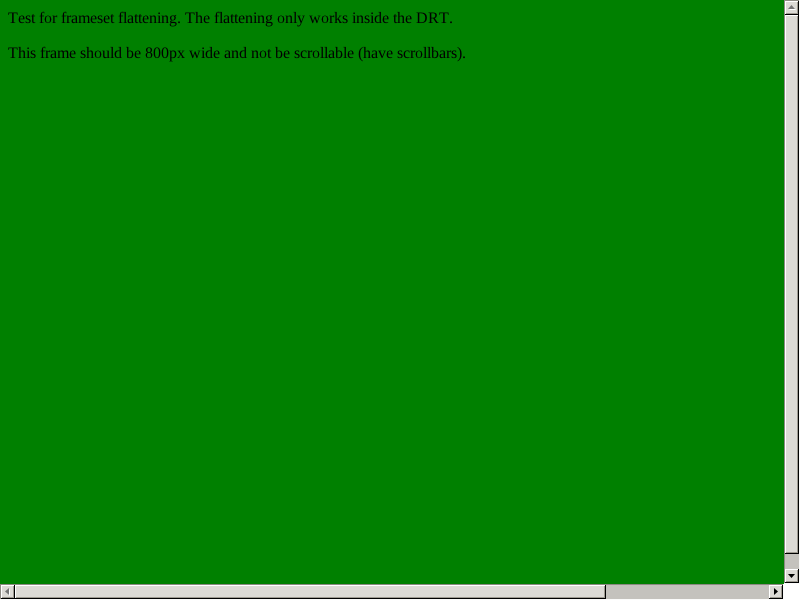 Test for frameset flattening. The flattening only works inside the DRT.
This frame should be 800px wide and not be scrollable (have scrollbars).